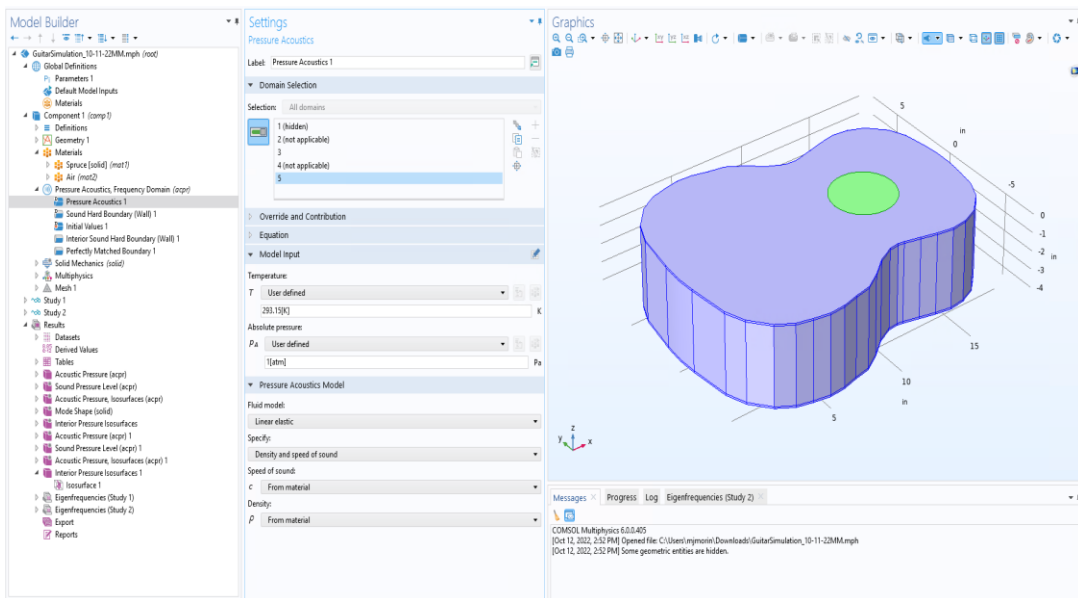 Model Builder
GuitarSimulation_10-11-22MM.mph (root)
Global Definitions
Parameters 1
Default Model Inputs
Materials
Component 1 (comp1)
Definitions
Geometry 1
Materials
Spruce [solid] (mat1)
Air (mat2)
Pressure Acoustics, Frequency Domain (acpr)
Pressure Acoustics 1
Sound Hard Boundary (Wall) 1
Initial Values 1
Interior Sound Hard Boundary (Wall) 1
Perfectly Matched Boundary 1
Solid Mechanics (solid)
Multiphysics
Mesh 1
Study 1
Study 2
Results
Datasets
Derived Values
Tables
Acoustic Pressure (acpr)
Sound Pressure Level (acpr)
Acoustic Pressure, Isosurfaces (acpr)
Mode Shape (solid)
Interior Pressure Isosurfaces
Acoustic Pressure (acpr) 1
Sound Pressure Level (acpr) 1
Acoustic Pressure, Isosurfaces (acpr) 1
Interior Pressure Isosurfaces 1
Isosurface 1
Eigenfrequencies (Study 1)
Eigenfrequencies (Study 2)
Export
Reports
Settings
Pressure Acoustics
Label: Pressure Acoustics 1
Domain Selection
Selection: All domains
1 (hidden)
2 (not applicable)
3
4 (not applicable)
5
Override and Contribution
Equation
Model Input
Temperature:
T User defined
293.15[K] K
Absolute pressure:
PA User defined
1[atm] Pa
Pressure Acoustics Model
Fluid model:
Linear elastic
Specify:
Density and speed of sound
Speed of sound:
c From material
Density:
ρ From material
Graphics
5
in
0
-5
0
-1
-2 in
-3
-4
15
10
in
5
z
y x
Messages Progress Log Eigenfrequencies (Study 2)
COMSOL Multiphysics 6.0.0.405
[Oct 12, 2022, 2:52 PM] Opened file: C:\Users\mjmorin\Downloads\GuitarSimulation_10-11-22MM.mph
[Oct 12, 2022, 2:52 PM] Some geometric entities are hidden.